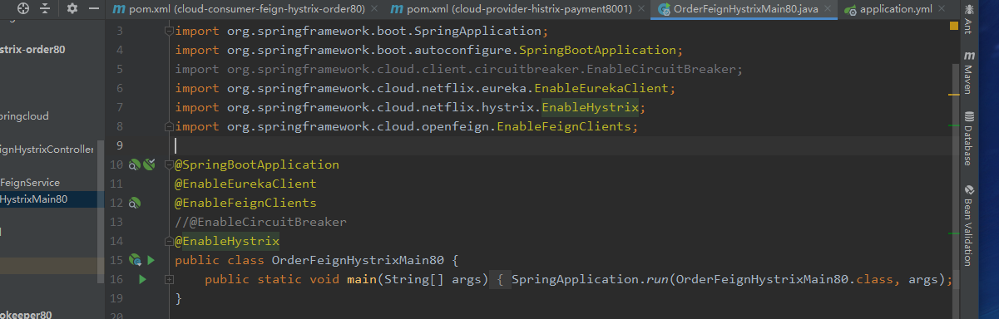 pom.xml (cloud-consumer-feign-hystrix-order80)
pom.xml (cloud-provider-histrix-payment8001)
OrderFeignHystrixMain80.java
application.yml
strix-order80
pringcloud
ignHystrixController
FeignService
HystrixMain80
okeeper80
3 import org.springframework.boot.SpringApplication;
4 import org.springframework.boot.autoconfigure.SpringBootApplication;
5 import org.springframework.cloud.client.circuitbreaker.EnableCircuitBreaker;
6 import org.springframework.cloud.netflix.eureka.EnableEurekaClient;
7 import org.springframework.cloud.netflix.hystrix.EnableHystrix;
8 import org.springframework.cloud.openfeign.EnableFeignClients;
9
10 @SpringBootApplication
11 @EnableEurekaClient
12 @EnableFeignClients
13 //@EnableCircuitBreaker
14 @EnableHystrix
15 public class OrderFeignHystrixMain80 {
16 public static void main(String[] args) { SpringApplication.run(OrderFeignHystrixMain80.class, args);
19 }
20
Ant
Maven
Database
Bean Validation